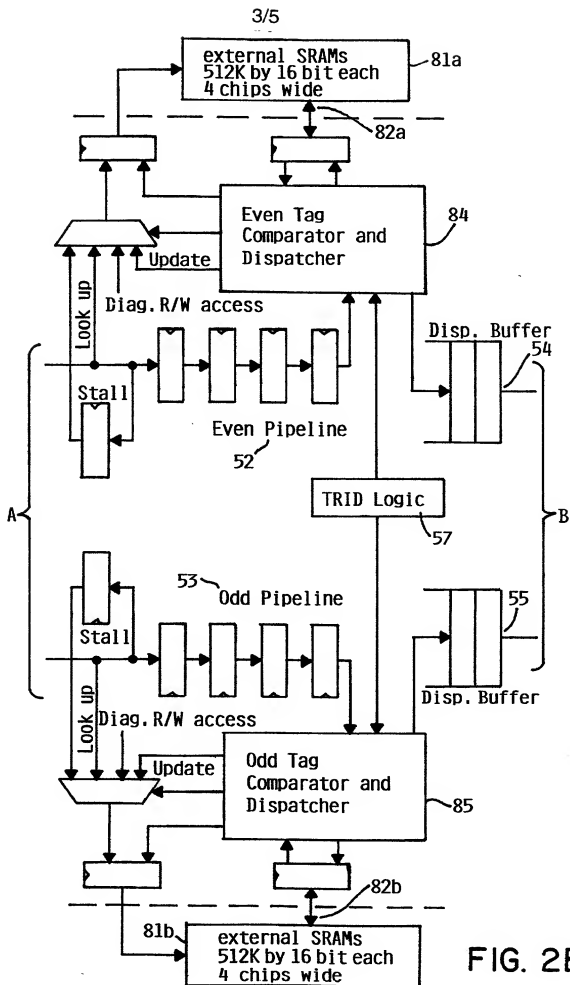 3/5
external SRAMs
512K by 16 bit each
4 chips wide
81a
82a
Even Tag
Comparator and
Dispatcher
84
Update
Diag.R/W access
Look up
Disp. Buffer
54
Stall
Even Pipeline
52
A
TRID Logic
57
B
53
Odd Pipeline
Stall
55
Disp.Buffer
Look up
Diag.R/W access
Update
Odd Tag
Comparator and
Dispatcher
85
82b
81b
external SRAMs
512K by 16 bit each
4 chips wide